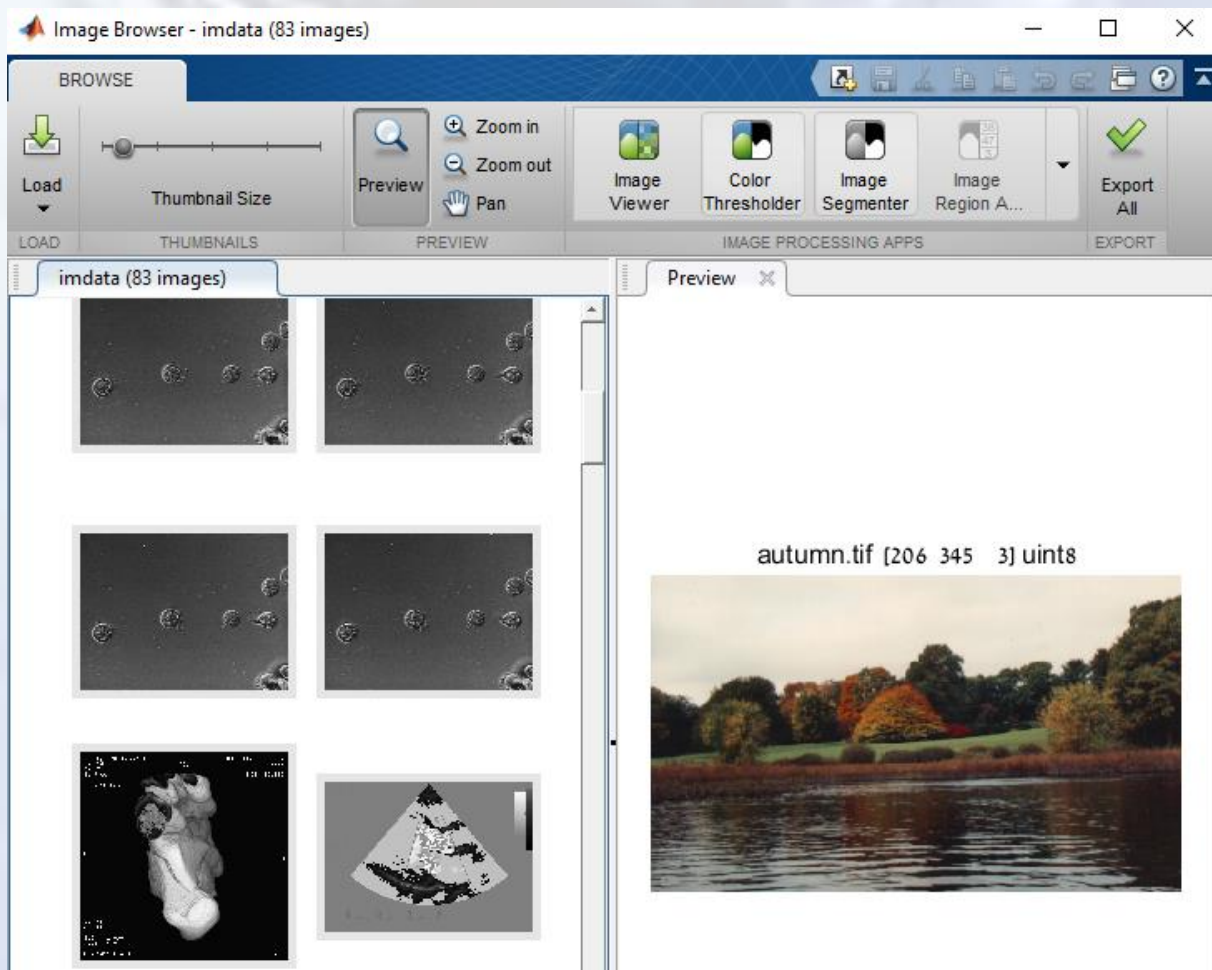 Image Browser - imdata (83 images)
BROWSE
Load
Thumbnail Size
Preview
Zoom in
Zoom out
Pan
Image
Viewer
Color
Thresholder
Image
Segmenter
Image
Region A...
Export
All
LOAD
THUMBNAILS
PREVIEW
IMAGE PROCESSING APPS
EXPORT
imdata (83 images)
Preview
autumn.tif [206 345 3] uint8